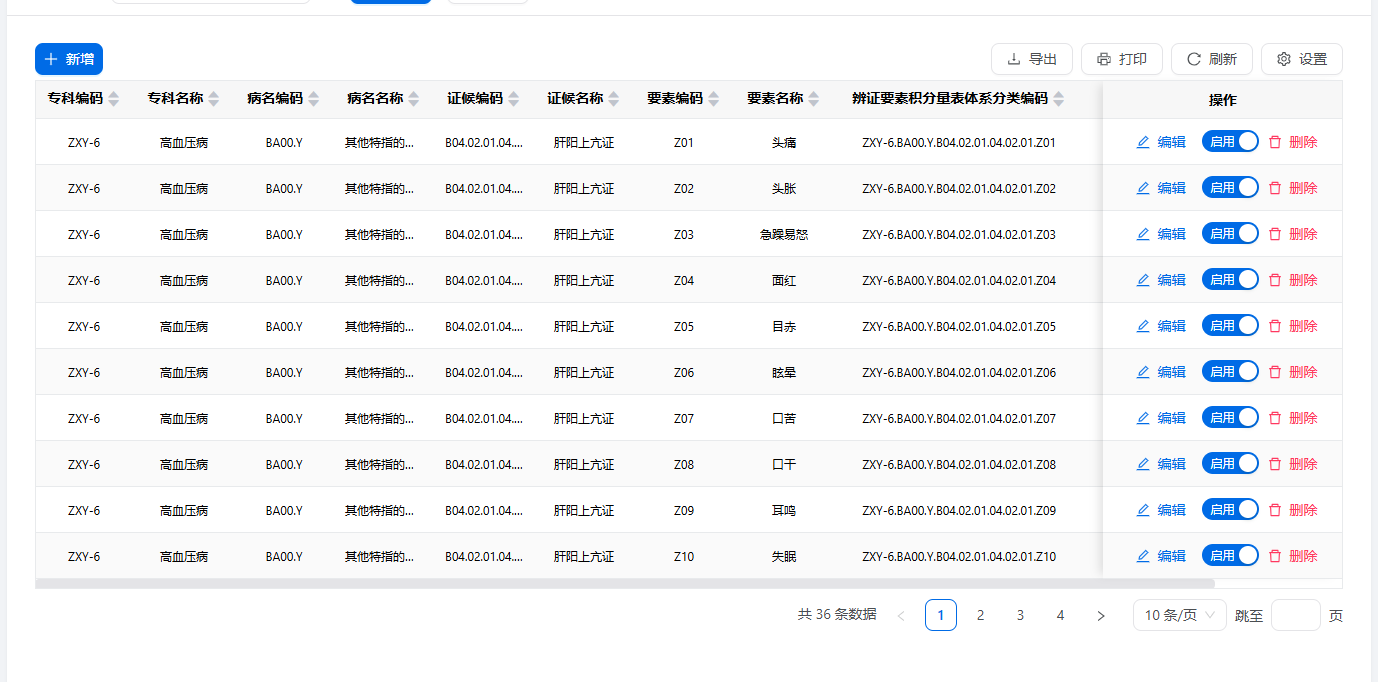 新增 导出 打印 刷新 设置
专科编码 专科名称 病名编码 病名名称 证候编码 证候名称 要素编码 要素名称 辨证要素积分量表体系分类编码 操作
ZXY-6 高血压病 BA00.Y 其他特指的... B04.02.01.04.... 肝阳上亢证 Z01 头痛 ZXY-6.BA00.Y.B04.02.01.04.02.01.Z01 编辑 启用 删除
ZXY-6 高血压病 BA00.Y 其他特指的... B04.02.01.04.... 肝阳上亢证 Z02 头胀 ZXY-6.BA00.Y.B04.02.01.04.02.01.Z02 编辑 启用 删除
ZXY-6 高血压病 BA00.Y 其他特指的... B04.02.01.04.... 肝阳上亢证 Z03 急躁易怒 ZXY-6.BA00.Y.B04.02.01.04.02.01.Z03 编辑 启用 删除
ZXY-6 高血压病 BA00.Y 其他特指的... B04.02.01.04.... 肝阳上亢证 Z04 面红 ZXY-6.BA00.Y.B04.02.01.04.02.01.Z04 编辑 启用 删除
ZXY-6 高血压病 BA00.Y 其他特指的... B04.02.01.04.... 肝阳上亢证 Z05 目赤 ZXY-6.BA00.Y.B04.02.01.04.02.01.Z05 编辑 启用 删除
ZXY-6 高血压病 BA00.Y 其他特指的... B04.02.01.04.... 肝阳上亢证 Z06 眩晕 ZXY-6.BA00.Y.B04.02.01.04.02.01.Z06 编辑 启用 删除
ZXY-6 高血压病 BA00.Y 其他特指的... B04.02.01.04.... 肝阳上亢证 Z07 口苦 ZXY-6.BA00.Y.B04.02.01.04.02.01.Z07 编辑 启用 删除
ZXY-6 高血压病 BA00.Y 其他特指的... B04.02.01.04.... 肝阳上亢证 Z08 口干 ZXY-6.BA00.Y.B04.02.01.04.02.01.Z08 编辑 启用 删除
ZXY-6 高血压病 BA00.Y 其他特指的... B04.02.01.04.... 肝阳上亢证 Z09 耳鸣 ZXY-6.BA00.Y.B04.02.01.04.02.01.Z09 编辑 启用 删除
ZXY-6 高血压病 BA00.Y 其他特指的... B04.02.01.04.... 肝阳上亢证 Z10 失眠 ZXY-6.BA00.Y.B04.02.01.04.02.01.Z10 编辑 启用 删除
共 36 条数据 1 2 3 4 10 条/页 跳至 页